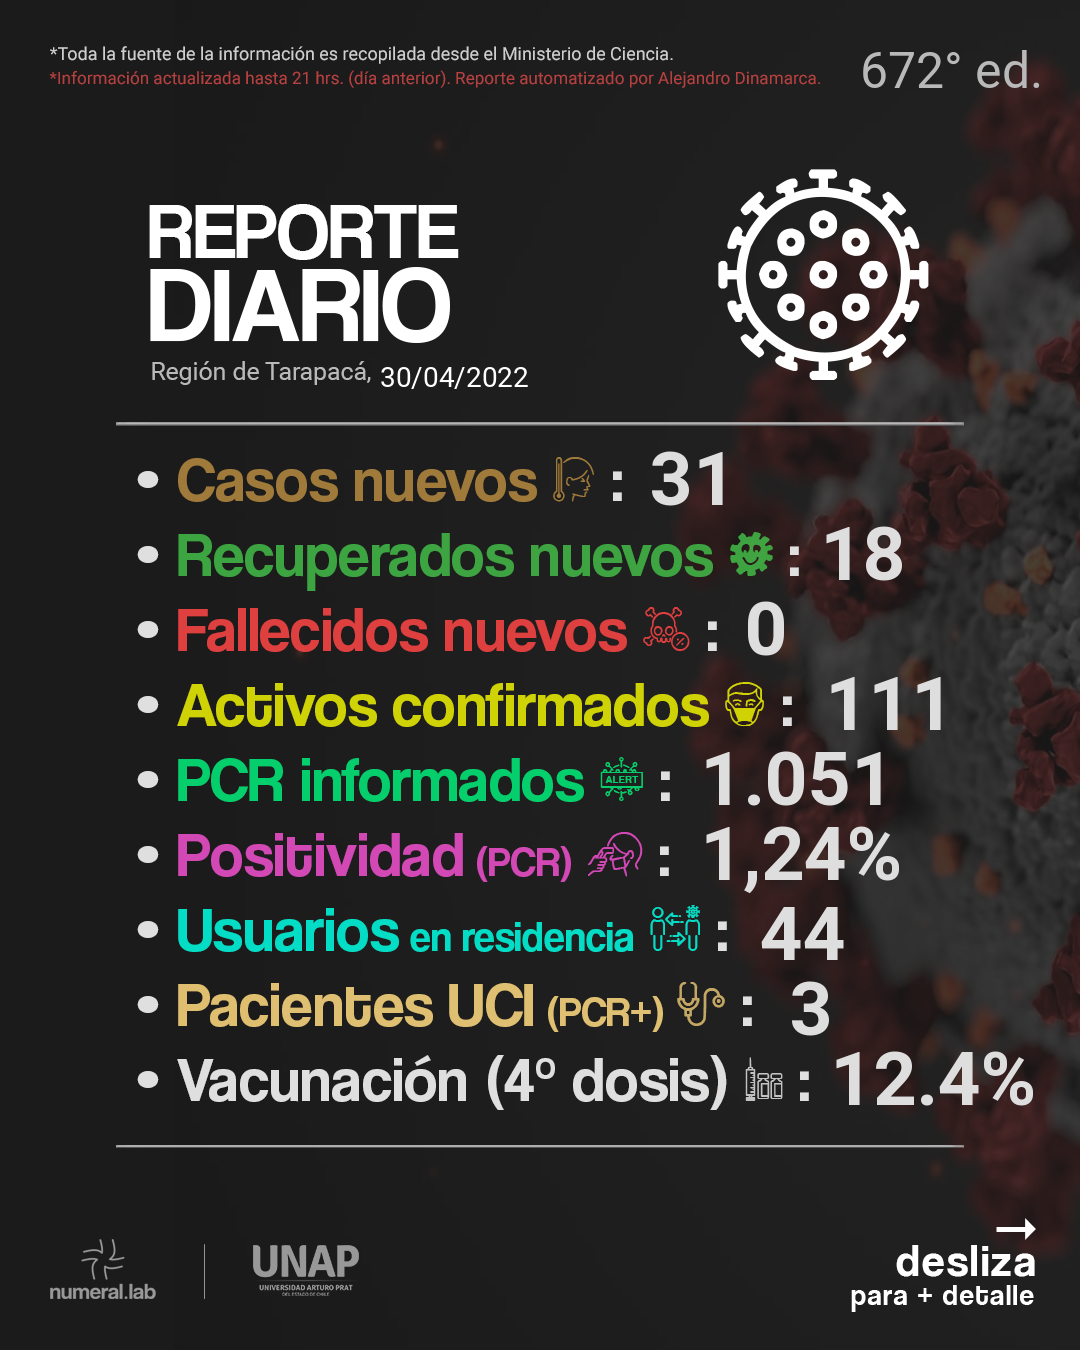 *Toda la fuente de la información es recopilada desde el Ministerio de Ciencia.
*Información actualizada hasta 21 hrs. (día anterior). Reporte automatizado por Alejandro Dinamarca.
672° ed.
REPORTE
DIARIO
Región de Tarapacá, 30/04/2022
• Casos nuevos : 31
• Recuperados nuevos : 18
• Fallecidos nuevos : 0
• Activos confirmados : 111
• PCR informados ALERT : 1.051
• Positividad (PCR) : 1,24%
• Usuarios en residencia : 44
• Pacientes UCI (PCR+) : 3
• Vacunación (4º dosis) : 12.4%
numeral.lab
UNAP
UNIVERSIDAD ARTURO PRAT
DEL ESTADO DE CHILE
desliza
para + detalle